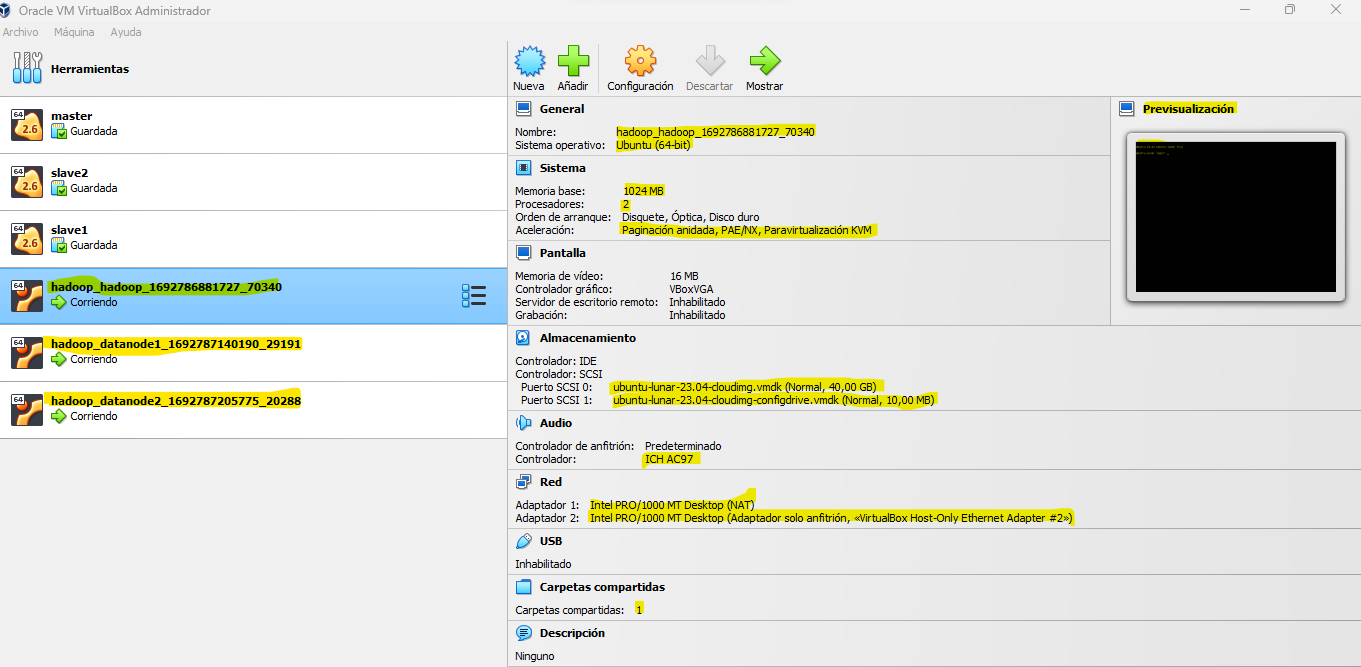 Oracle VM VirtualBox Administrador
Archivo Máquina Ayuda
Herramientas
64
2.6
master
Guardada
64
2.6
slave2
Guardada
64
2.6
slave1
Guardada
64
hadoop_hadoop_1692786881727_70340
Corriendo
64
hadoop_datanode1_1692787140190_29191
Corriendo
64
hadoop_datanode2_1692787205775_20288
Corriendo
Nueva Añadir Configuración Descartar Mostrar
General
Nombre: hadoop_hadoop_1692786881727_70340
Sistema operativo: Ubuntu (64-bit)
Sistema
Memoria base: 1024 MB
Procesadores: 2
Orden de arranque: Disquete, Óptica, Disco duro
Aceleración: Paginación anidada, PAE/NX, Paravirtualización KVM
Pantalla
Memoria de vídeo: 16 MB
Controlador gráfico: VBoxVGA
Servidor de escritorio remoto: Inhabilitado
Grabación: Inhabilitado
Almacenamiento
Controlador: IDE
Controlador: SCSI
Puerto SCSI 0: ubuntu-lunar-23.04-cloudimg.vmdk (Normal, 40,00 GB)
Puerto SCSI 1: ubuntu-lunar-23.04-cloudimg-configdrive.vmdk (Normal, 10,00 MB)
Audio
Controlador de anfitrión: Predeterminado
Controlador: ICH AC97
Red
Adaptador 1: Intel PRO/1000 MT Desktop (NAT)
Adaptador 2: Intel PRO/1000 MT Desktop (Adaptador solo anfitrión, «VirtualBox Host-Only Ethernet Adapter #2»)
USB
Inhabilitado
Carpetas compartidas
Carpetas compartidas: 1
Descripción
Ninguno
Previsualización